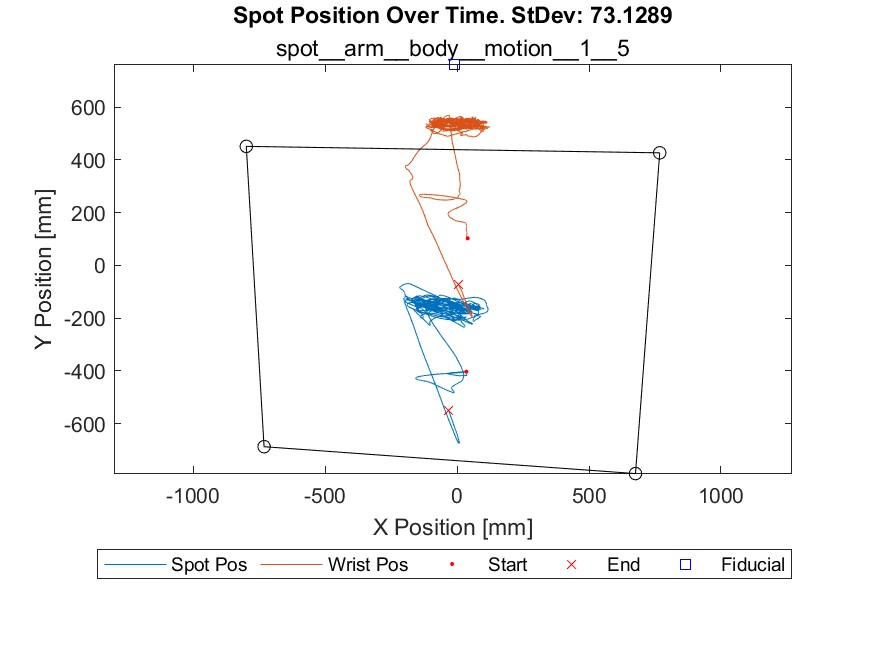 Spot Position Over Time. StDev: 73.1289
spot__arm__body__motion__1__5
600
400
200
0
-200
-400
-600
Y Position [mm]
-1000 -500 0 500 1000
X Position [mm]
Spot Pos Wrist Pos Start End Fiducial